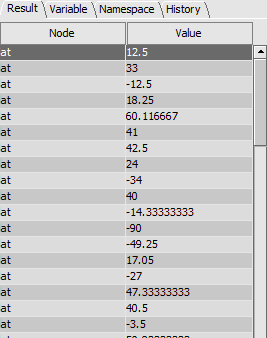 Result Variable Namespace History
Node Value
at 12.5
at 33
at -12.5
at 18.25
at 60.116667
at 41
at 42.5
at 24
at -34
at 40
at -14.33333333
at -90
at -49.25
at 17.05
at -27
at 47.33333333
at 40.5
at -3.5